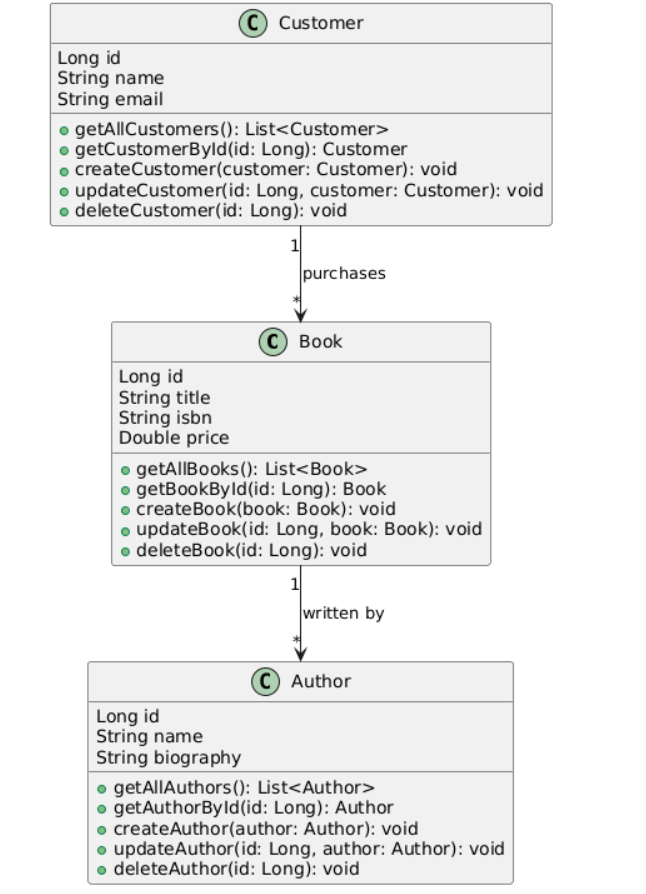 C Customer
Long id
String name
String email
getAllCustomers(): List<Customer>
getCustomerById(id: Long): Customer
createCustomer(customer: Customer): void
updateCustomer(id: Long, customer: Customer): void
deleteCustomer(id: Long): void
1
purchases
*
C Book
Long id
String title
String isbn
Double price
getAllBooks(): List<Book>
getBookById(id: Long): Book
createBook(book: Book): void
updateBook(id: Long, book: Book): void
deleteBook(id: Long): void
1
written by
*
C Author
Long id
String name
String biography
getAllAuthors(): List<Author>
getAuthorById(id: Long): Author
createAuthor(author: Author): void
updateAuthor(id: Long, author: Author): void
deleteAuthor(id: Long): void